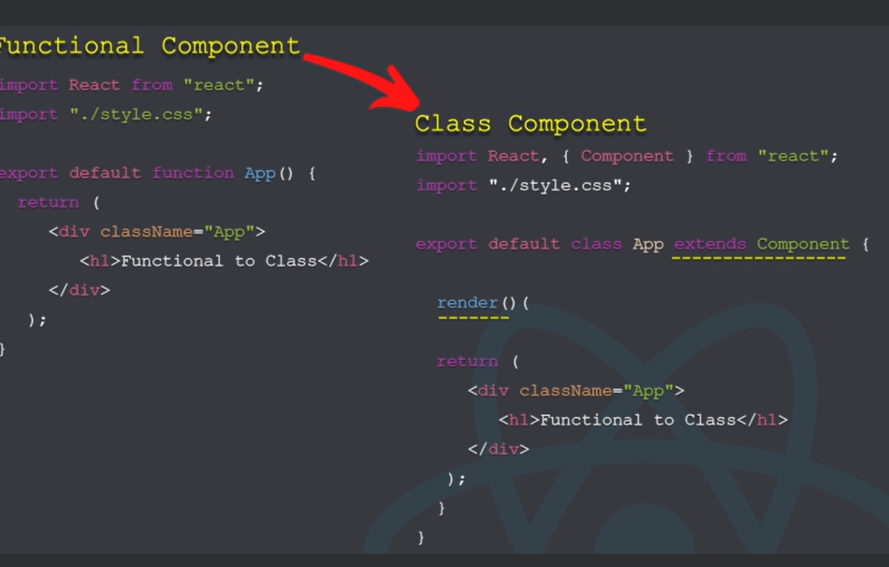 Functional Component
import React from "react";
import "./style.css";
export default function App() {
return (
<div className="App">
<h1>Functional to Class</h1>
</div>
);
}
Class Component
import React, { Component } from "react";
import "./style.css";
export default class App extends Component {
render()(
return (
<div className="App">
<h1>Functional to Class</h1>
</div>
);
}
}